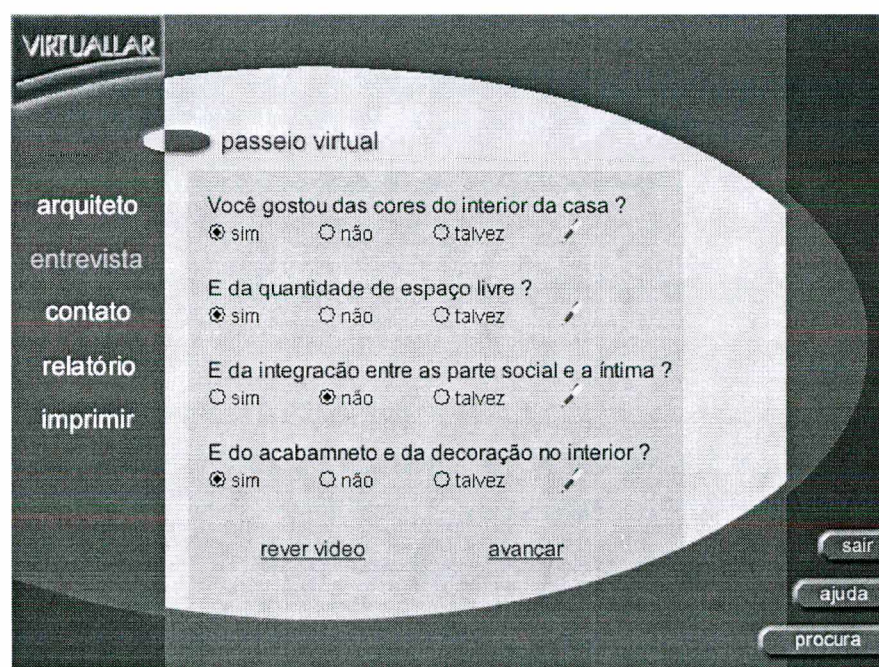 VIRTUALLAR
passeio virtual
arquiteto
entrevista
contato
relatório
imprimir
Você gostou das cores do interior da casa ?
sim não talvez
E da quantidade de espaço livre ?
sim não talvez
E da integracão entre as parte social e a íntima ?
sim não talvez
E do acabamneto e da decoração no interior ?
sim não talvez
rever video avancar
sair
ajuda
procura